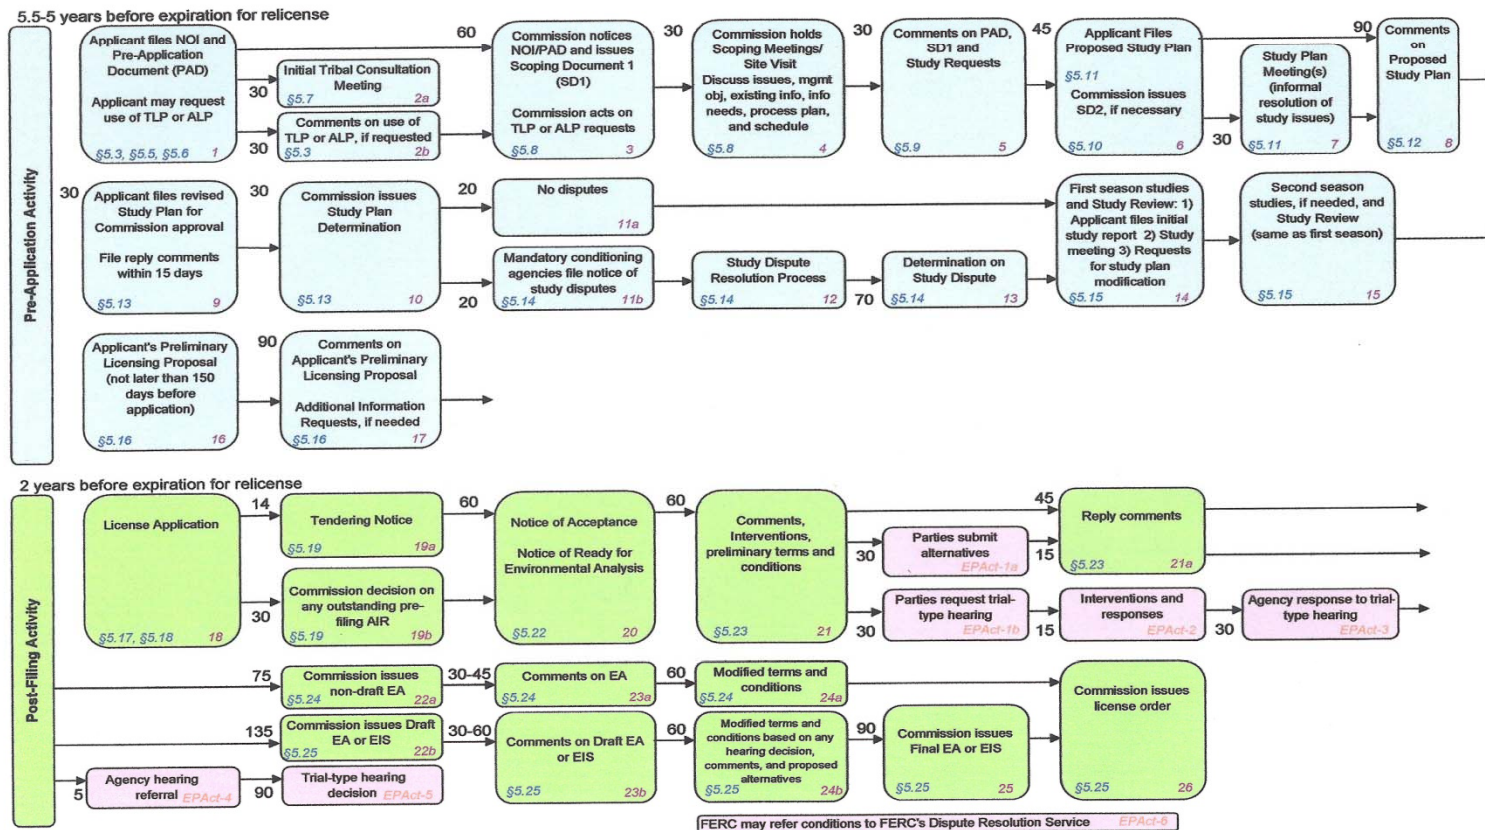 5.5-5 years before expiration for relicense
Pre-Application Activity
Applicant files NOI and
Pre-Application
Document (PAD)
Applicant may request
use of TLP or ALP
§5.3, §5.5, §5.6 1
60
30
Initial Tribal Consultation
Meeting
§5.7 2a
30
Comments on use of
TLP or ALP, if requested
§5.3 2b
Commission notices
NOI/PAD and issues
Scoping Document 1
(SD1)
Commission acts on
TLP or ALP requests
§5.8 3
30
Commission holds
Scoping Meetings/
Site Visit
Discuss issues, mgmt
obj, existing info, info
needs, process plan,
and schedule
§5.8 4
30
Comments on PAD,
SD1 and
Study Requests
§5.9 5
45
Applicant Files
Proposed Study Plan
§5.11
Commission issues
SD2, if necessary
§5.10 6
90
30
Study Plan
Meeting(s)
(informal
resolution of
study issues)
§5.11 7
Comments
on
Proposed
Study Plan
§5.12 8
30
Applicant files revised
Study Plan for
Commission approval
File reply comments
within 15 days
§5.13 9
30
Commission issues
Study Plan
Determination
§5.13 10
20
No disputes
11a
20
Mandatory conditioning
agencies file notice of
study disputes
§5.14 11b
Study Dispute
Resolution Process
§5.14 12
70
Determination on
Study Dispute
§5.14 13
First season studies
and Study Review: 1)
Applicant files initial
study report 2) Study
meeting 3) Requests
for study plan
modification
§5.15 14
Second season
studies, if needed, and
Study Review
(same as first season)
§5.15 15
Applicant's Preliminary
Licensing Proposal
(not later than 150
days before
application)
§5.16 16
90
Comments on
Applicant's Preliminary
Licensing Proposal
Additional Information
Requests, if needed
§5.16 17
2 years before expiration for relicense
Post-Filing Activity
License Application
§5.17, §5.18 18
14
Tendering Notice
§5.19 19a
30
Commission decision on
any outstanding pre-
filing AIR
§5.19 19b
60
Notice of Acceptance
Notice of Ready for
Environmental Analysis
§5.22 20
60
Comments,
Interventions,
preliminary terms and
conditions
§5.23 21
45
30
Parties submit
alternatives
EPAct-1a
15
Reply comments
§5.23 21a
30
Parties request trial-
type hearing
EPAct-1b
15
Interventions and
responses
EPAct-2
30
Agency response to trial-
type hearing
EPAct-3
75
Commission issues
non-draft EA
§5.24 22a
30-45
Comments on EA
§5.24 23a
60
Modified terms and
conditions
§5.24 24a
135
Commission issues Draft
EA or EIS
§5.25 22b
30-60
Comments on Draft EA
or EIS
§5.25 23b
60
Modified terms and
conditions based on any
hearing decision,
comments, and proposed
alternatives
§5.25 24b
90
Commission issues
Final EA or EIS
§5.25 25
Commission issues
license order
§5.25 26
5
Agency hearing
referral EPAct-4
90
Trial-type hearing
decision EPAct-5
FERC may refer conditions to FERC's Dispute Resolution Service EPAct-6